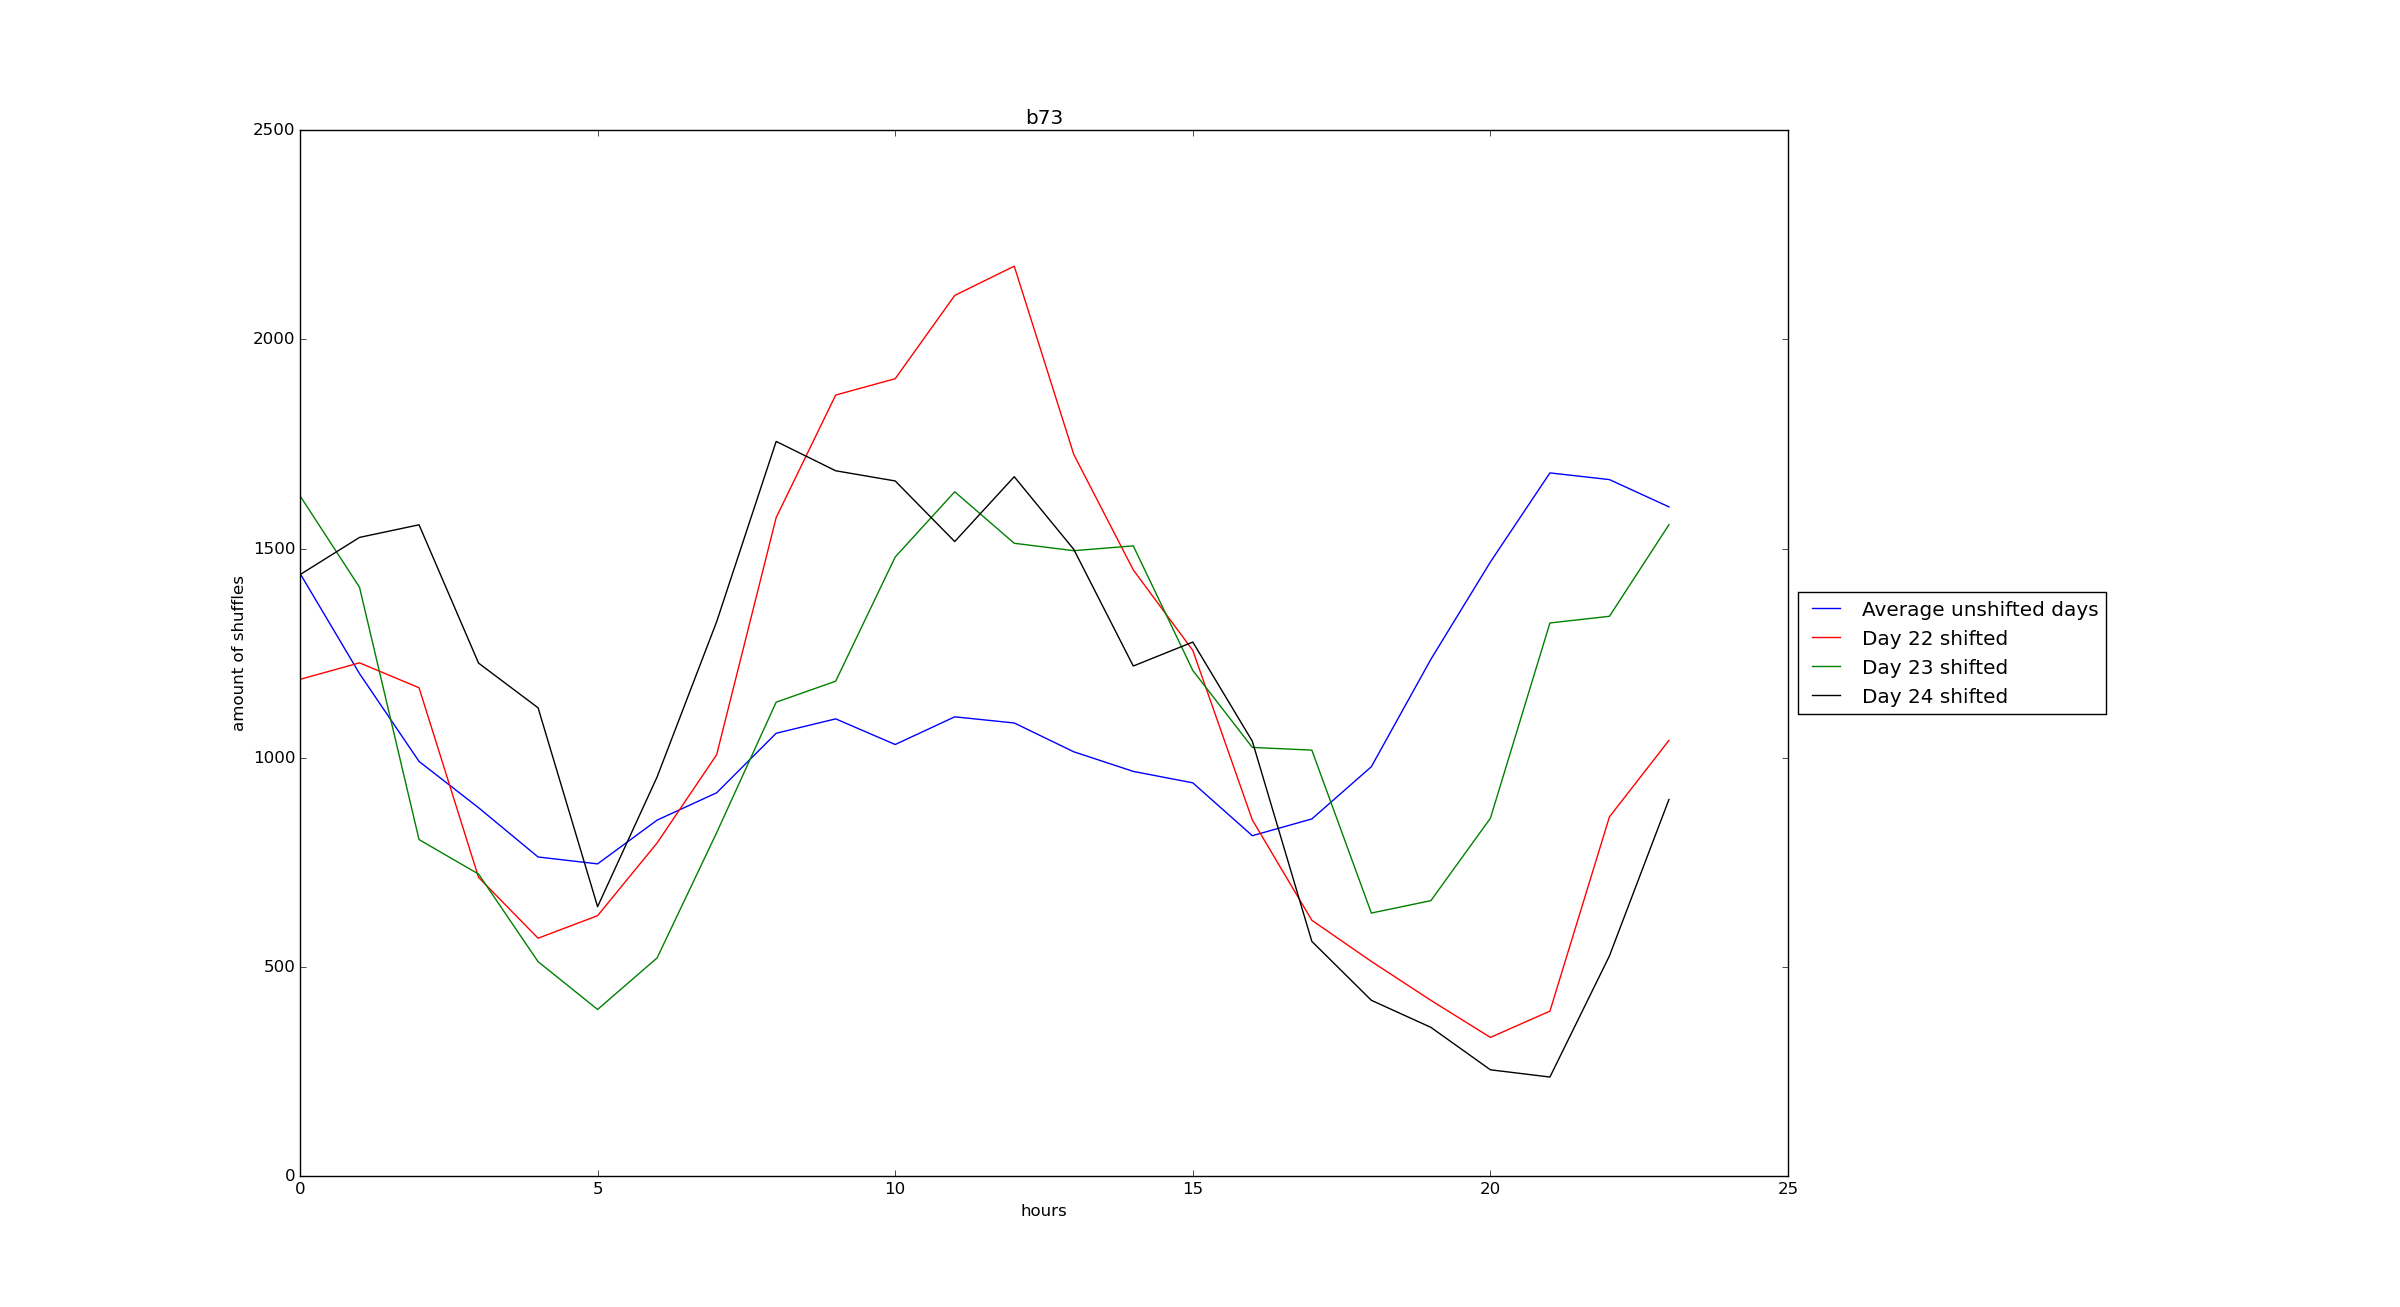 b73
2500
2000
1500
1000
500
0
amount of shuffles
0 5 10 15 20 25
hours
Average unshifted days
Day 22 shifted
Day 23 shifted
Day 24 shifted